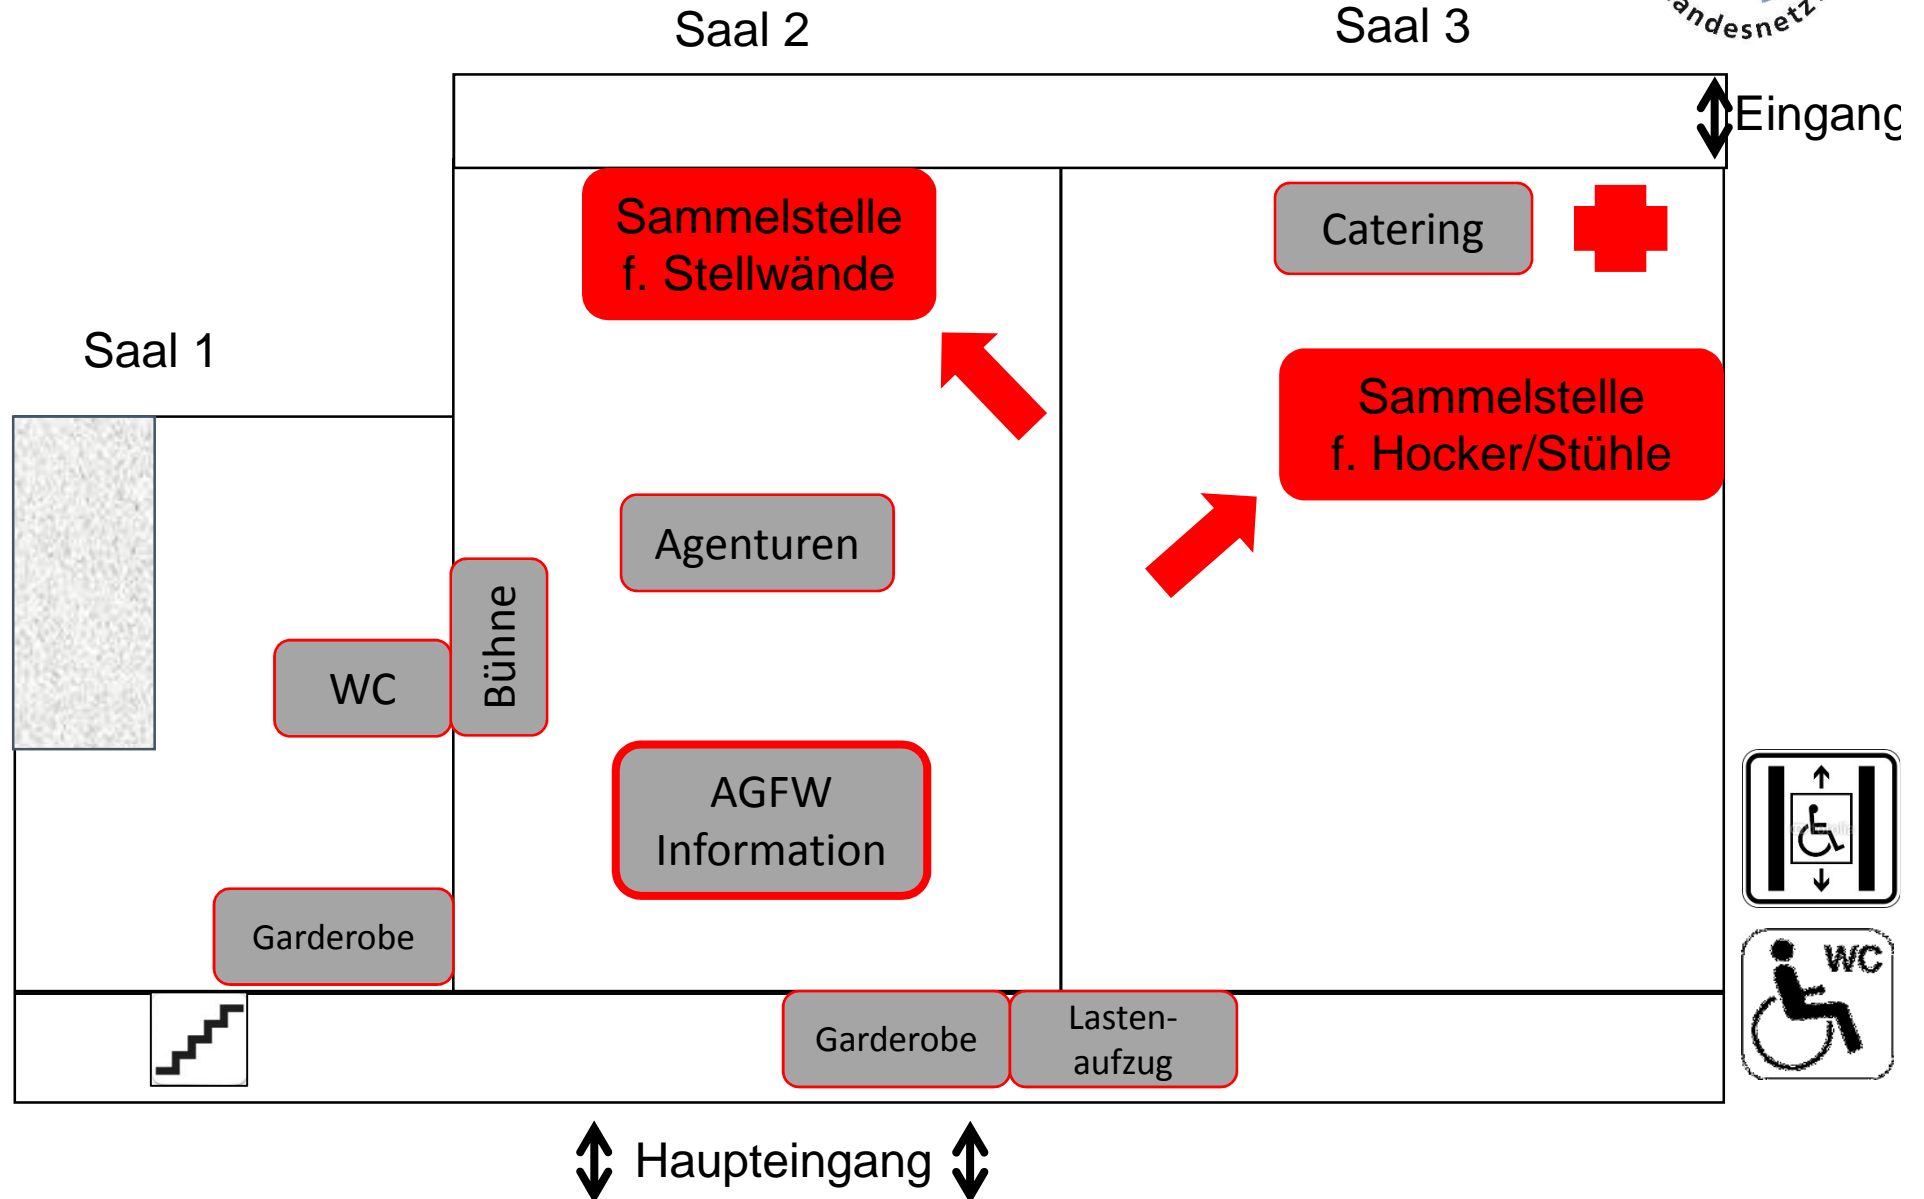 Saal 2
Saal 3
Eingang
Sammelstelle
f. Stellwände
Catering
Saal 1
Sammelstelle
f. Hocker/Stühle
Agenturen
Bühne
WC
AGFW
Information
Garderobe
WC
Garderobe
Lasten-
aufzug
Haupteingang